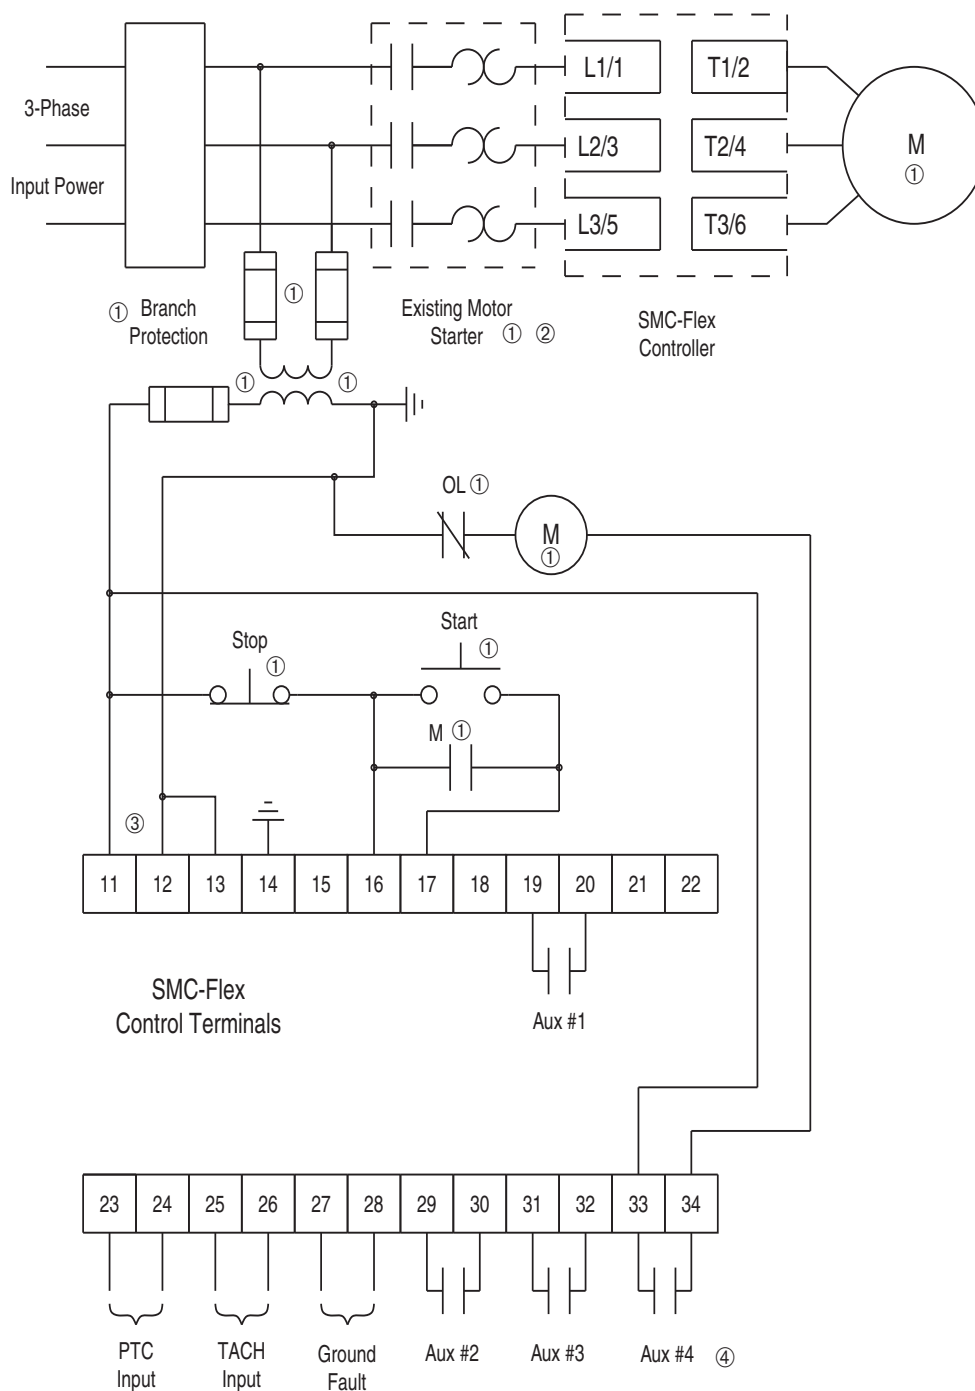 3-Phase
Input Power
L1/1
T1/2
L2/3
T2/4
L3/5
T3/6
M
①
① Branch
Protection
①
Existing Motor
Starter ① ②
SMC-Flex
Controller
① ①
OL ①
M
①
Stop
①
Start
①
M ①
③
11 12 13 14 15 16 17 18 19 20 21 22
SMC-Flex
Control Terminals
Aux #1
23 24 25 26 27 28 29 30 31 32 33 34
PTC
Input
TACH
Input
Ground
Fault
Aux #2
Aux #3
Aux #4 ④